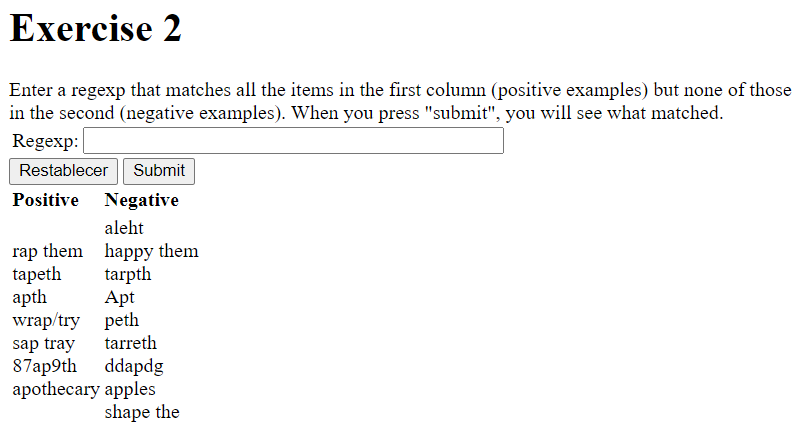 Exercise 2
Enter a regexp that matches all the items in the first column (positive examples) but none of those
in the second (negative examples). When you press "submit", you will see what matched.
Regexp:
Restablecer Submit
Positive Negative
aleht
rap them happy them
tapeth tarpth
apth Apt
wrap/try peth
sap tray tarreth
87ap9th ddapdg
apothecary apples
shape the